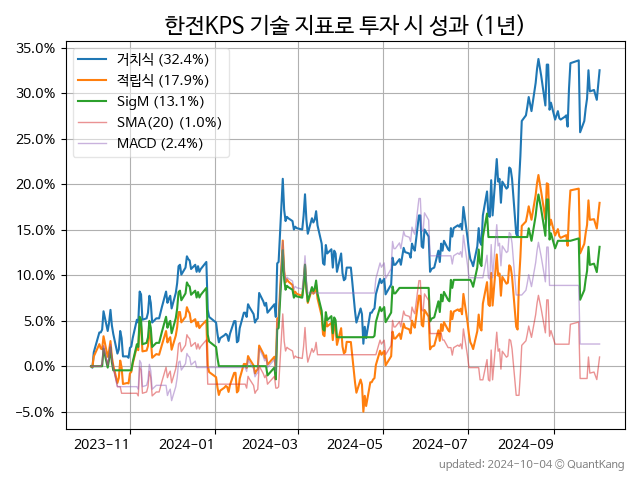 한전KPS 기술 지표로 투자 시 성과 (1년)
35.0%
30.0%
25.0%
20.0%
15.0%
10.0%
5.0%
0.0%
−5.0%
거치식 (32.4%)
적립식 (17.9%)
SigM (13.1%)
SMA(20) (1.0%)
MACD (2.4%)
2023-11 2024-01 2024-03 2024-05 2024-07 2024-09
updated: 2024-10-04 @ QuantKang